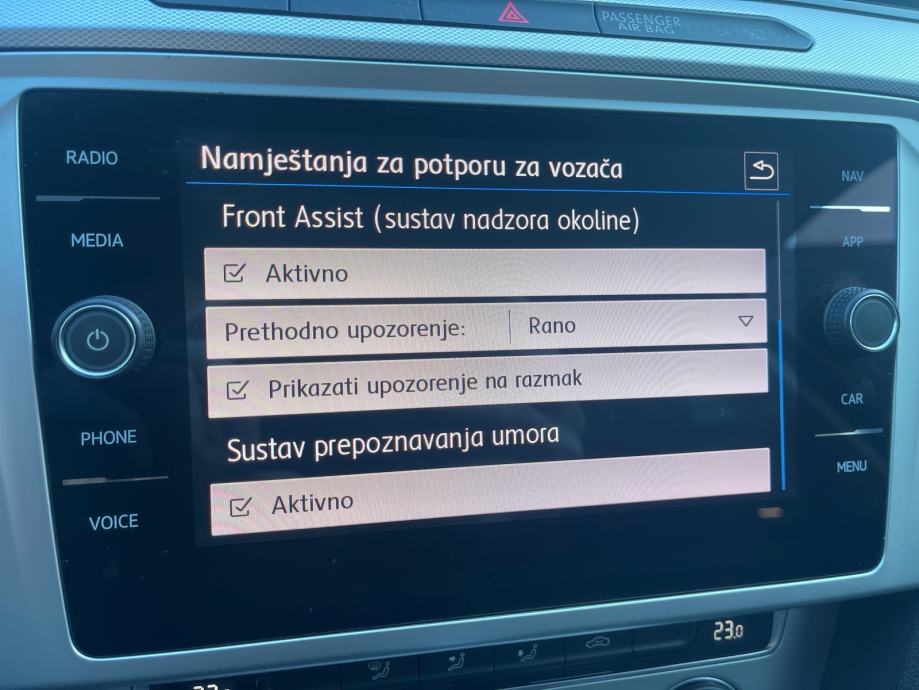 PASSENGER
AIR BAG
RADIO
MEDIA
PHONE
VOICE
Namještanja za potporu za vozača
Front Assist (sustav nadzora okoline)
Aktivno
Prethodno upozorenje: Rano
Prikazati upozorenje na razmak
Sustav prepoznavanja umora
Aktivno
NAV
APP
CAR
MENU
23.0